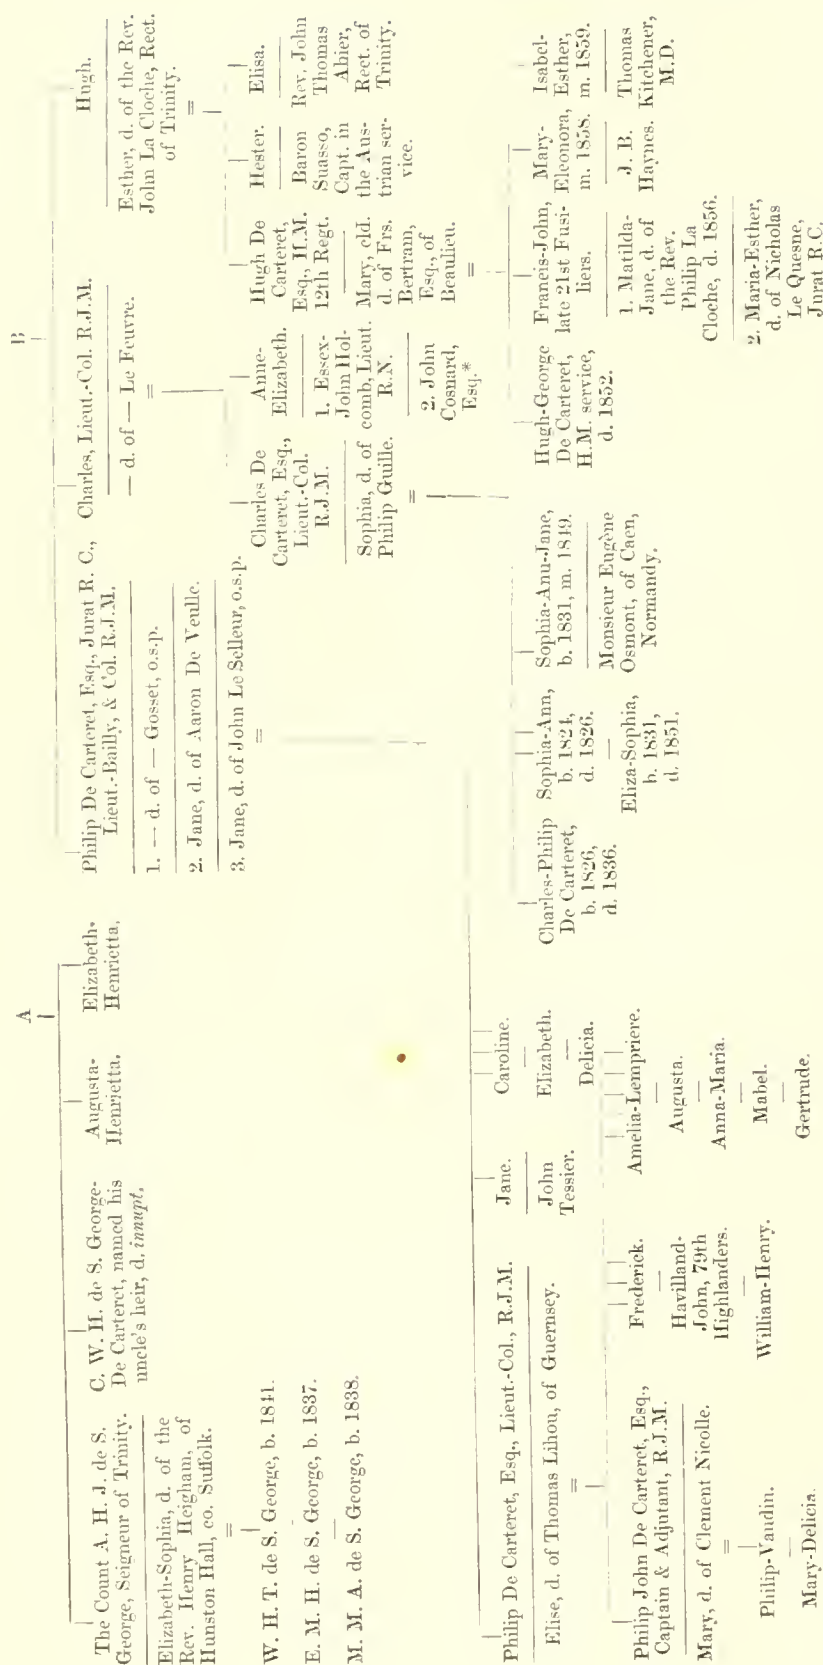 A
The Count A. H. J. de S.
George, Seigneur of Trinity.
Elizabeth-Sophia, d. of the
Rev. Henry Heigham, of
Hunston Hall, co. Suffolk.
=
W. H. T. de S. George, b. 1841.
E. M. H. de S. George, b. 1837.
M. M. A. de S. George, b. 1838.
C. W. H. de S. George-
De Carteret, named his
uncle's heir, d. innupt.
Augusta-
Henrietta.
Elizabeth-
Henrietta.
B
Philip De Carteret, Esq., Jurat R. C.,
Lieut.-Bailly, & Col. R.J.M.
1. — d. of — Gosset, o.s.p.
2. Jane, d. of Aaron De Veulle.
3. Jane, d. of John Le Selleur, o.s.p.
=
Charles, Lieut.-Col. R.J.M.
— d. of — Le Feuvre.
=
Hugh.
Esther, d. of the Rev.
John La Cloche, Rect.
of Trinity.
=
Charles De
Carteret, Esq.,
Lieut.-Col.
R.J.M.
Sophia, d. of
Philip Guille.
=
Anne-
Elizabeth.
1. Essex-
John Hol-
comb, Lieut.
R.N.
2. John
Cosnard,
Esq.*
Hugh De
Carteret,
Esq., H.M.
12th Regt.
Mary, eld.
d. of Frs.
Bertram,
Esq., of
Beaulieu.
=
Hester.
Baron
Suasso,
Capt. in
the Aus-
trian ser-
vice.
Elisa.
Rev. John
Thomas
Ahier,
Rect. of
Trinity.
Philip De Carteret, Esq., Lieut.-Col., R.J.M.
Elise, d. of Thomas Lihou, of Guernsey.
=
Jane.
John
Tessier.
Caroline.
Elizabeth.
Delicia.
Charles-Philip
De Carteret,
b. 1826,
d. 1836.
Sophia-Ann,
b. 1824,
d. 1826.
Eliza-Sophia,
b. 1831,
d. 1851.
Sophia-Ann-Jane,
b. 1831, m. 1849.
Monsieur Eugène
Osmont, of Caen,
Normandy.
Hugh-George
De Carteret,
H.M. service,
d. 1852.
Francis-John,
late 21st Fusi-
liers.
1. Matilda-
Jane, d. of
the Rev.
Philip La
Cloche, d. 1856.
2. Maria-Esther,
d. of Nicholas
Le Quesne,
Jurat R.C.
Mary-
Eleonora,
m. 1858.
J. B.
Haynes.
Isabel-
Esther,
m. 1859.
Thomas
Kitchener,
M.D.
Philip John De Carteret, Esq.,
Captain & Adjutant, R.J.M.
Mary, d. of Clement Nicolle.
=
Philip-Vaudin.
Mary-Delicia.
Frederick.
Havilland-
John, 79th
Highlanders.
William-Henry.
Amelia-Lempriere.
Augusta.
Anna-Maria.
Mabel.
Gertrude.